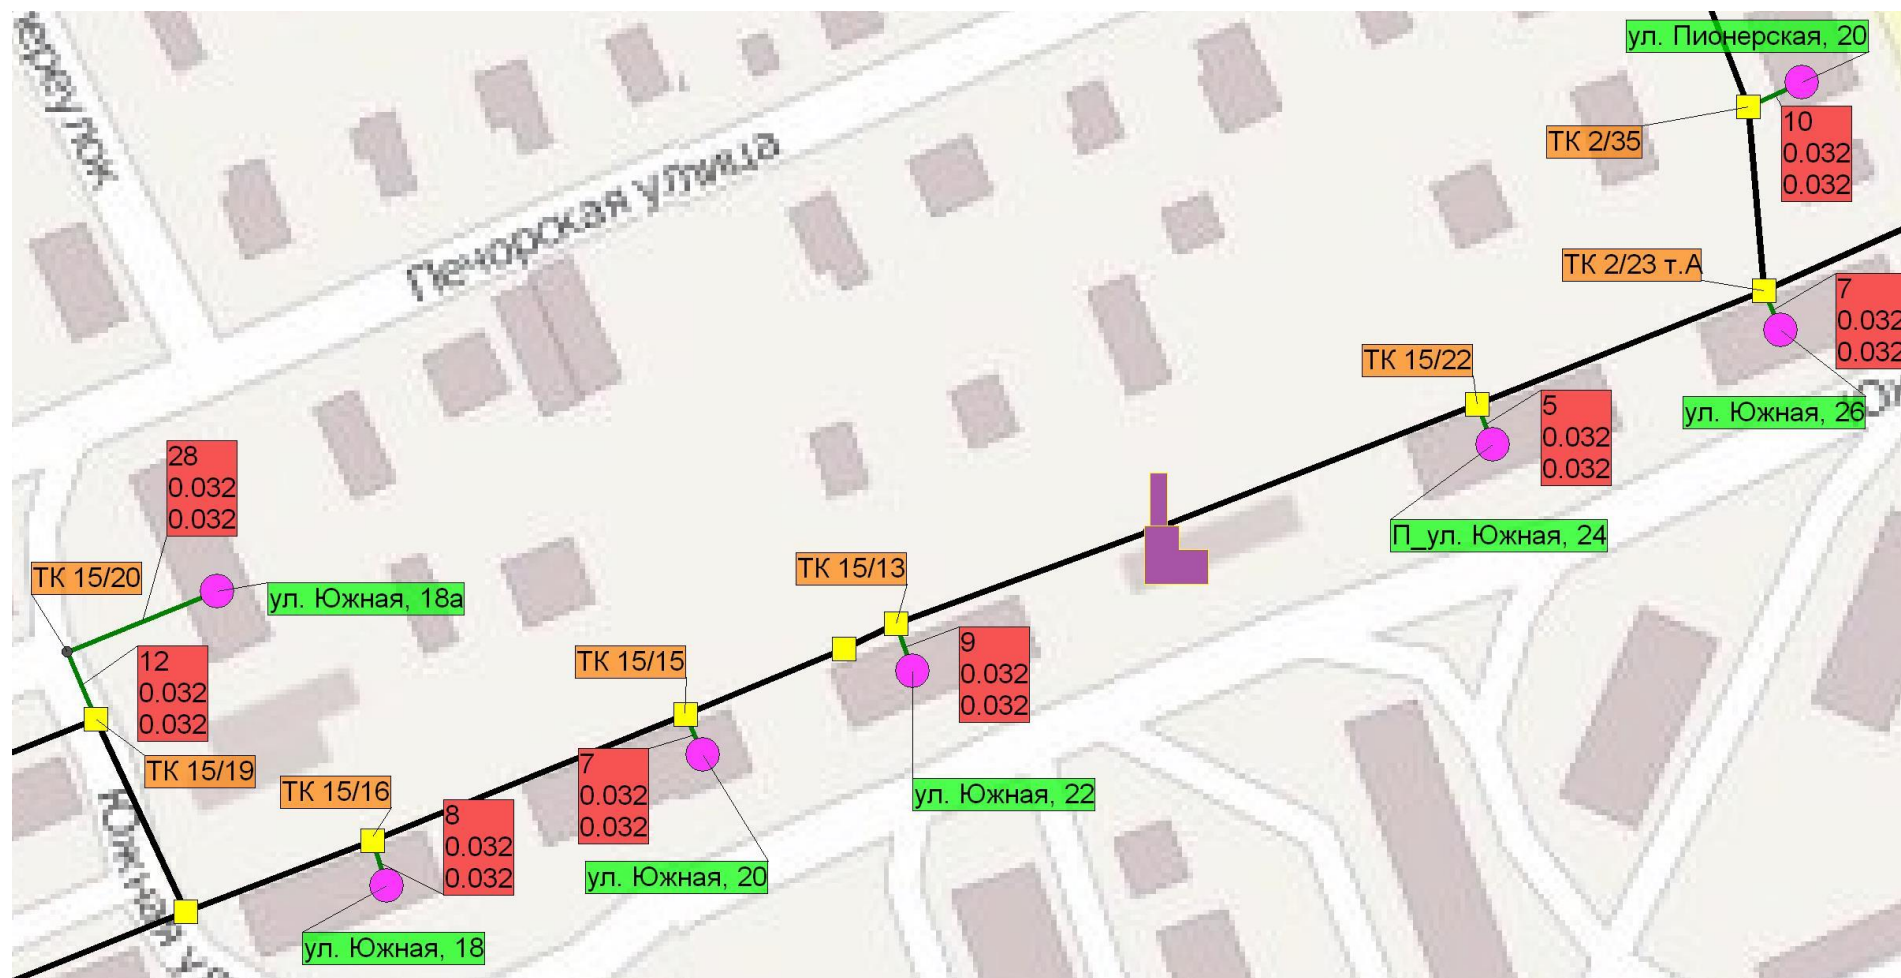 ул. Пионерская, 20
ТК 2/35
10
0.032
0.032
Печорская улица
ТК 2/23 т.А
7
0.032
0.032
ул. Южная, 26
ТК 15/22
5
0.032
0.032
П_ул. Южная, 24
28
0.032
0.032
ТК 15/20
ул. Южная, 18а
ТК 15/13
9
0.032
0.032
ул. Южная, 22
12
0.032
0.032
ТК 15/19
ТК 15/15
7
0.032
0.032
ул. Южная, 20
ТК 15/16
8
0.032
0.032
ул. Южная, 18
Южная